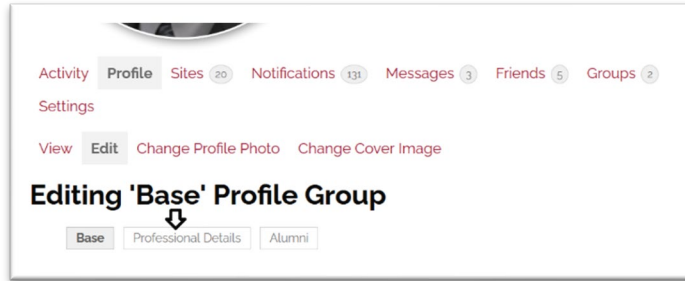 Activity Profile Sites 20 Notifications 131 Messages 3 Friends 5 Groups 2
Settings
View Edit Change Profile Photo Change Cover Image
Editing 'Base' Profile Group
Base Professional Details Alumni